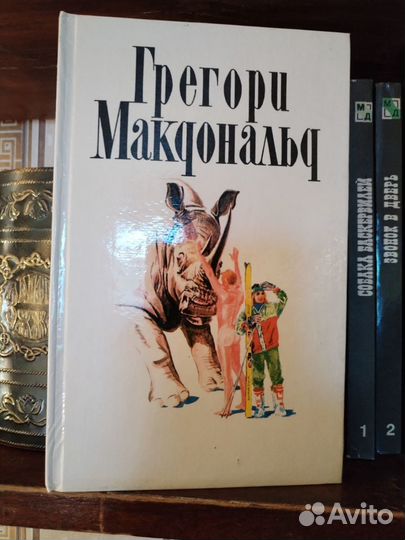 Грегори
Макдональд
М Д
СОБАКА БАСКЕРВИЛЕЙ
1
М Д
ЗВОНОК В ДВЕРЬ
2
Avito